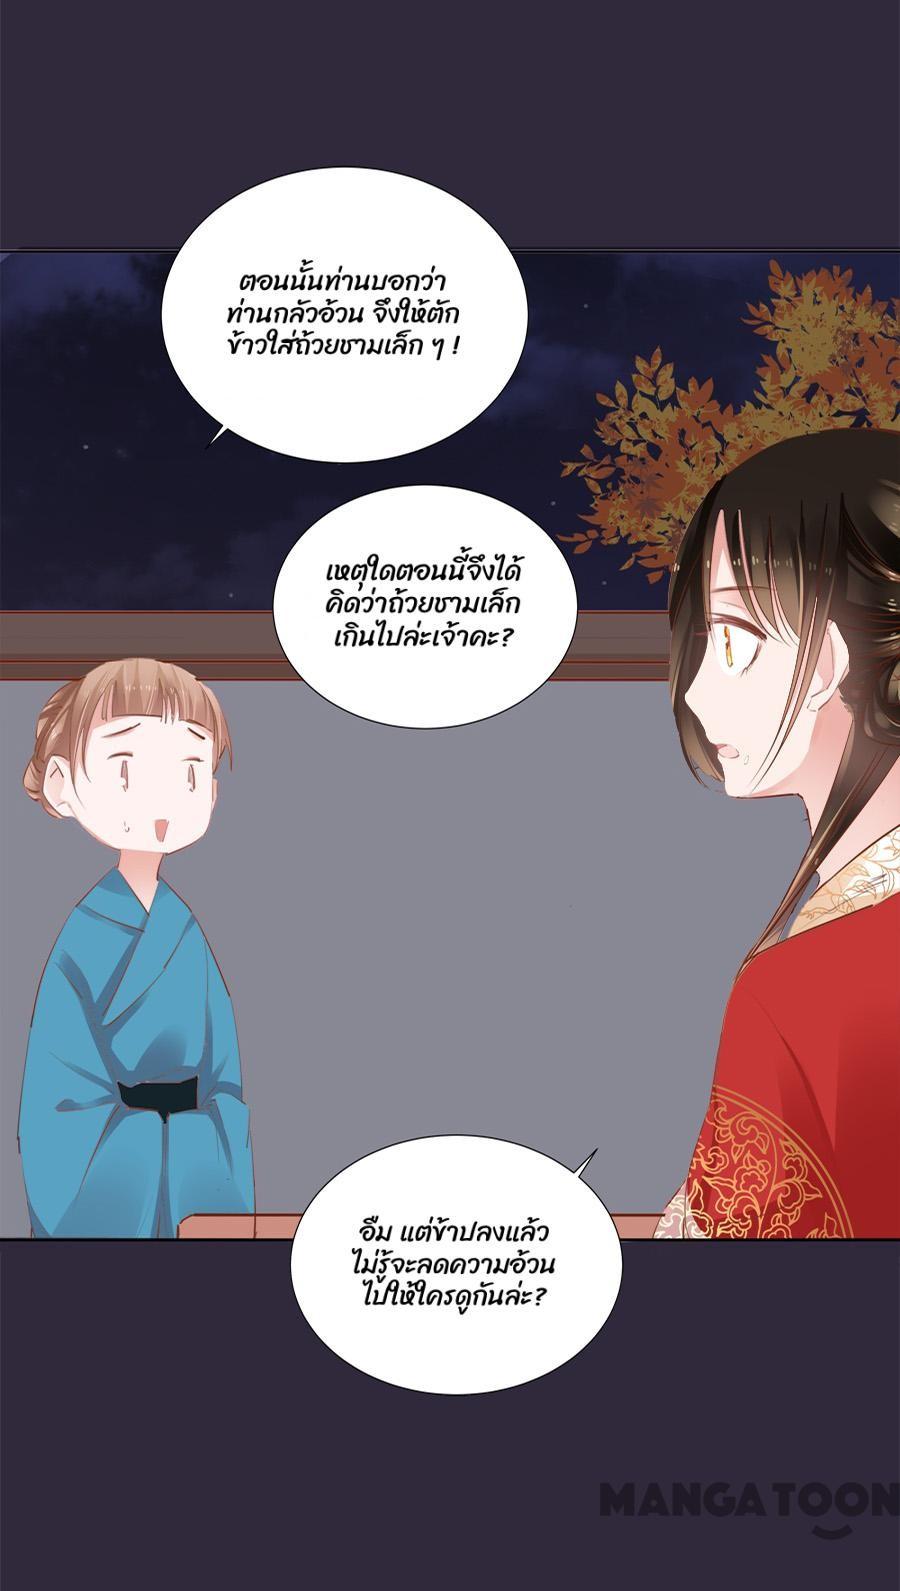 ตอนนั้นท่านบอกว่า
ท่านกลัวอ้วน จึงให้ตัก
ข้าวใส่ถ้วยชามเล็ก ๆ !
เหตุใดตอนนี้จึงได้
คิดว่าถ้วยชามเล็ก
เกินไปล่ะเจ้าคะ?
อืม แต่ข้าปลงแล้ว
ไม่รู้จะลดความอ้วน
ไปให้ใครดูกันล่ะ?
MANGATOON